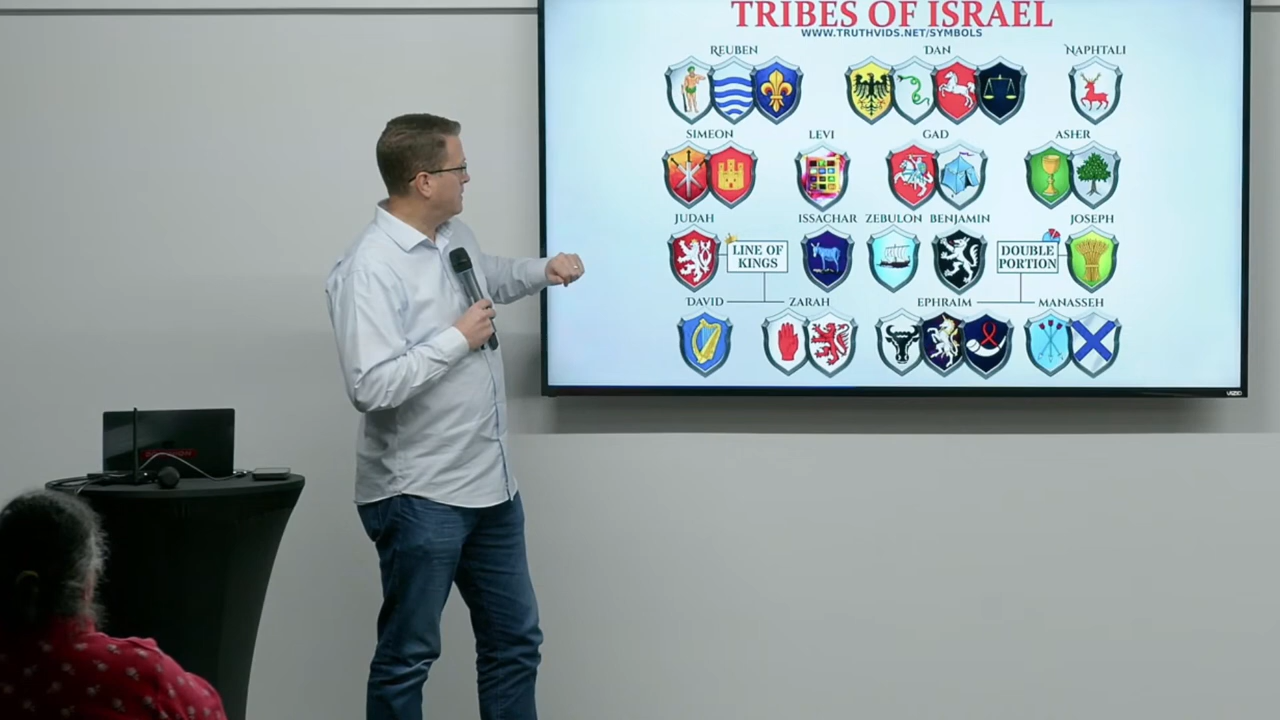 TRIBES OF ISRAEL
WWW.TRUTHVIDS.NET/SYMBOLS
REUBEN DAN NAPHTALI
SIMEON LEVI GAD ASHER
JUDAH ISSACHAR ZEBULON BENJAMIN JOSEPH
LINE OF KINGS DOUBLE PORTION
DAVID ZARAH EPHRAIM MANASSEH
VIZIO